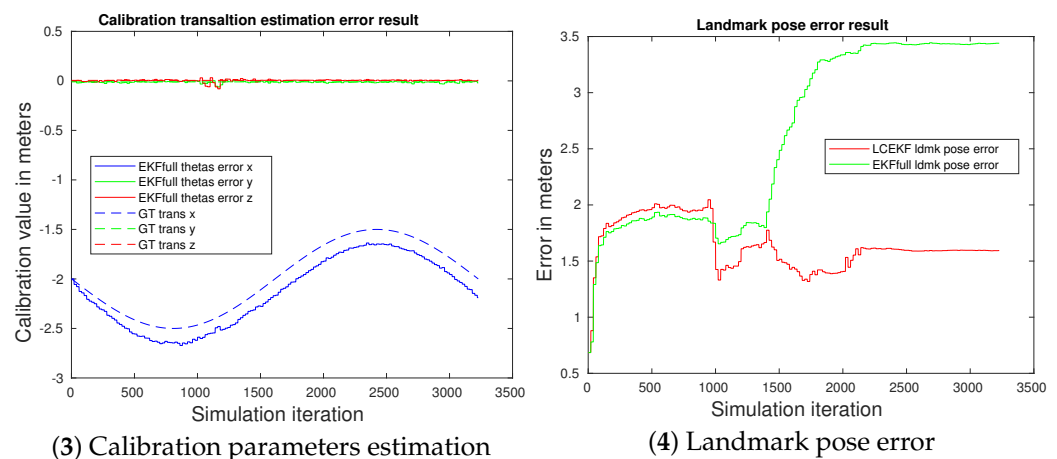 Calibration transaltion estimation error result
0.5
0
-0.5
-1
-1.5
-2
-2.5
-3
Calibration value in meters
EKFfull thetas error x
EKFfull thetas error y
EKFfull thetas error z
GT trans x
GT trans y
GT trans z
0
500
1000
1500
2000
2500
3000
3500
Simulation iteration
(3) Calibration parameters estimation
Landmark pose error result
3.5
3
2.5
2
1.5
1
0.5
Error in meters
LCEKF ldmk pose error
EKFfull ldmk pose error
0
500
1000
1500
2000
2500
3000
3500
Simulation iteration
(4) Landmark pose error